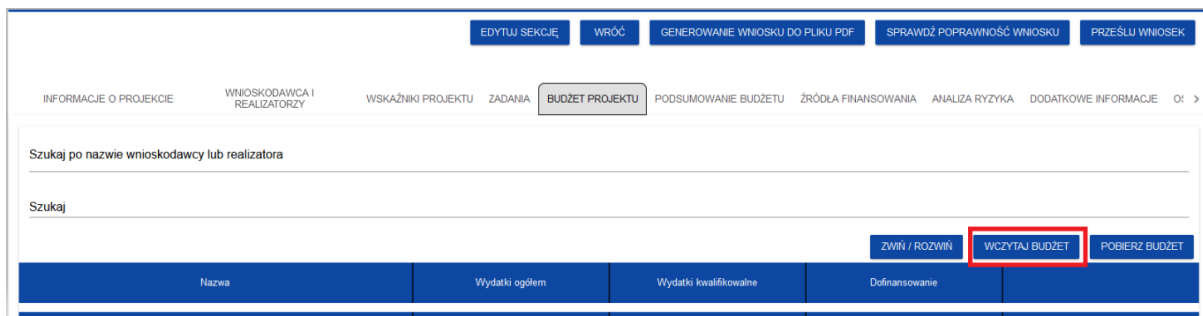 EDYTUJ SEKCJĘ WRÓĆ GENEROWANIE WNIOSKU DO PLIKU PDF SPRAWDŹ POPRAWNOŚĆ WNIOSKU PRZEŚLIJ WNIOSEK
INFORMACJE O PROJEKCIE WNIOSKODAWCA I REALIZATORZY WSKAŹNIKI PROJEKTU ZADANIA BUDŻET PROJEKTU PODSUMOWANIE BUDŻETU ŹRÓDŁA FINANSOWANIA ANALIZA RYZYKA DODATKOWE INFORMACJE
Szukaj po nazwie wnioskodawcy lub realizatora
Szukaj
ZWIŃ / ROZWIŃ WCZYTAJ BUDŻET POBIERZ BUDŻET
Nazwa Wydatki ogółem Wydatki kwalifikowalne Dofinansowanie